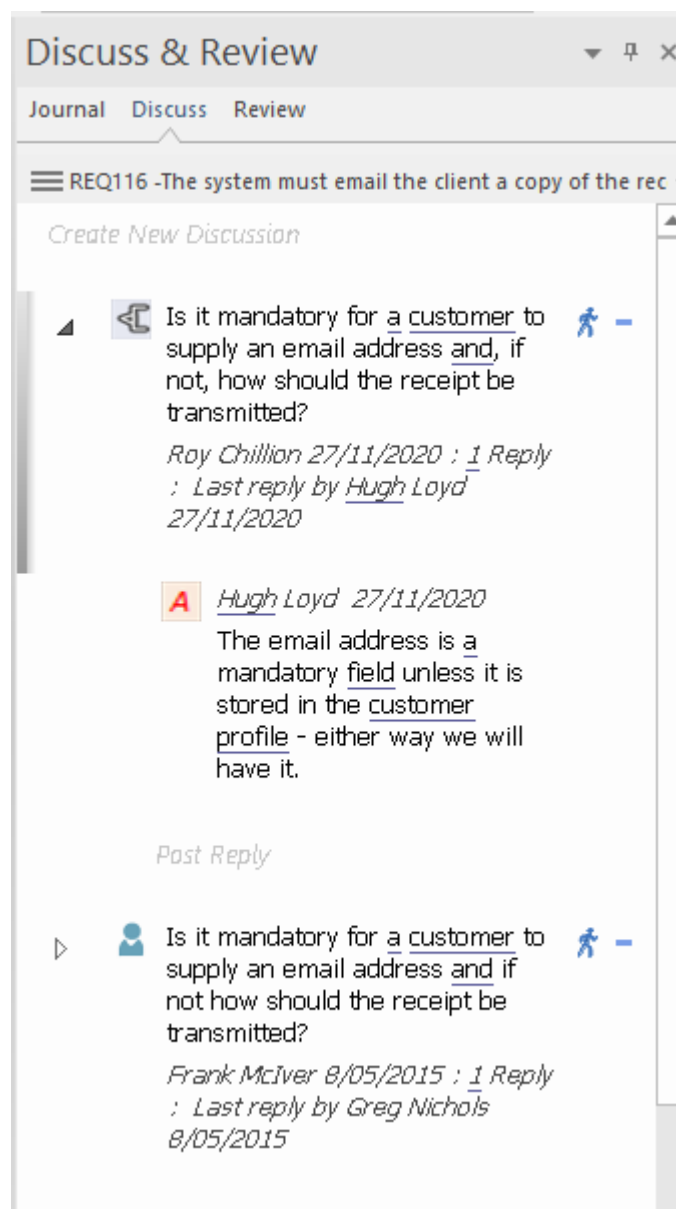 Discuss & Review
Journal Discuss Review
REQ116 -The system must email the client a copy of the rec
Create New Discussion
Is it mandatory for a customer to
supply an email address and, if
not, how should the receipt be
transmitted?
Roy Chillion 27/11/2020 : 1 Reply
: Last reply by Hugh Loyd
27/11/2020
A Hugh Loyd 27/11/2020
The email address is a
mandatory field unless it is
stored in the customer
profile - either way we will
have it.
Post Reply
Is it mandatory for a customer to
supply an email address and if
not how should the receipt be
transmitted?
Frank McIver 8/05/2015 : 1 Reply
: Last reply by Greg Nichols
8/05/2015